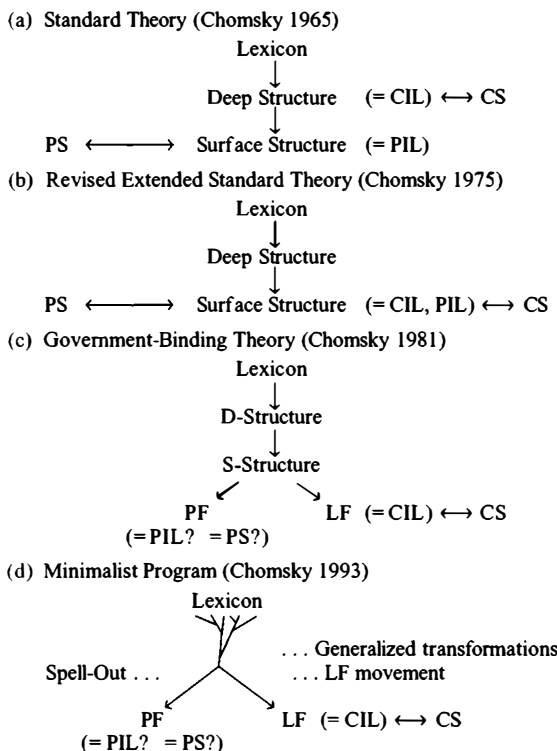 (a) Standard Theory (Chomsky 1965)
Lexicon
Deep Structure (= CIL) ⟷ CS
PS ⟷ Surface Structure (= PIL)
(b) Revised Extended Standard Theory (Chomsky 1975)
Lexicon
Deep Structure
PS ⟷ Surface Structure (= CIL, PIL) ⟷ CS
(c) Government-Binding Theory (Chomsky 1981)
Lexicon
D-Structure
S-Structure
PF LF (= CIL) ⟷ CS
(= PIL? = PS?)
(d) Minimalist Program (Chomsky 1993)
Lexicon
. . . Generalized transformations
Spell-Out . . . . . . LF movement
PF LF (= CIL) ⟷ CS
(= PIL? = PS?)